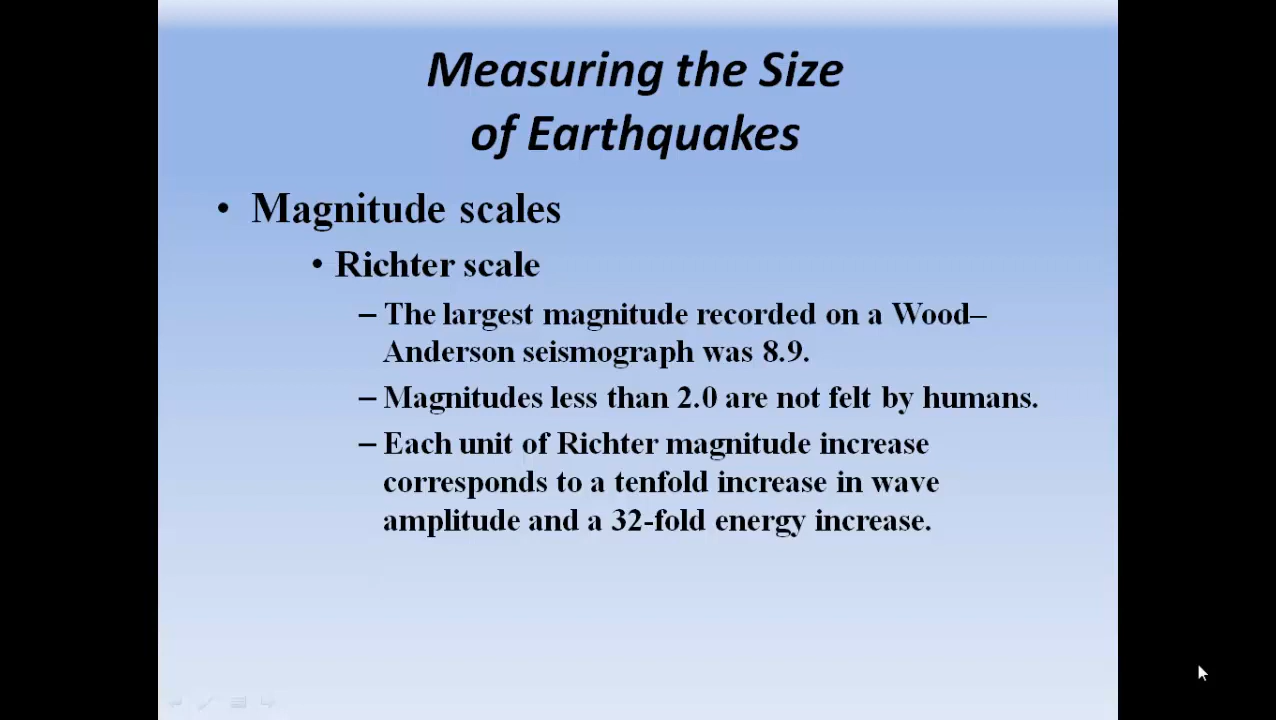 Measuring the Size
of Earthquakes
• Magnitude scales
• Richter scale
– The largest magnitude recorded on a Wood–
Anderson seismograph was 8.9.
– Magnitudes less than 2.0 are not felt by humans.
– Each unit of Richter magnitude increase
corresponds to a tenfold increase in wave
amplitude and a 32-fold energy increase.